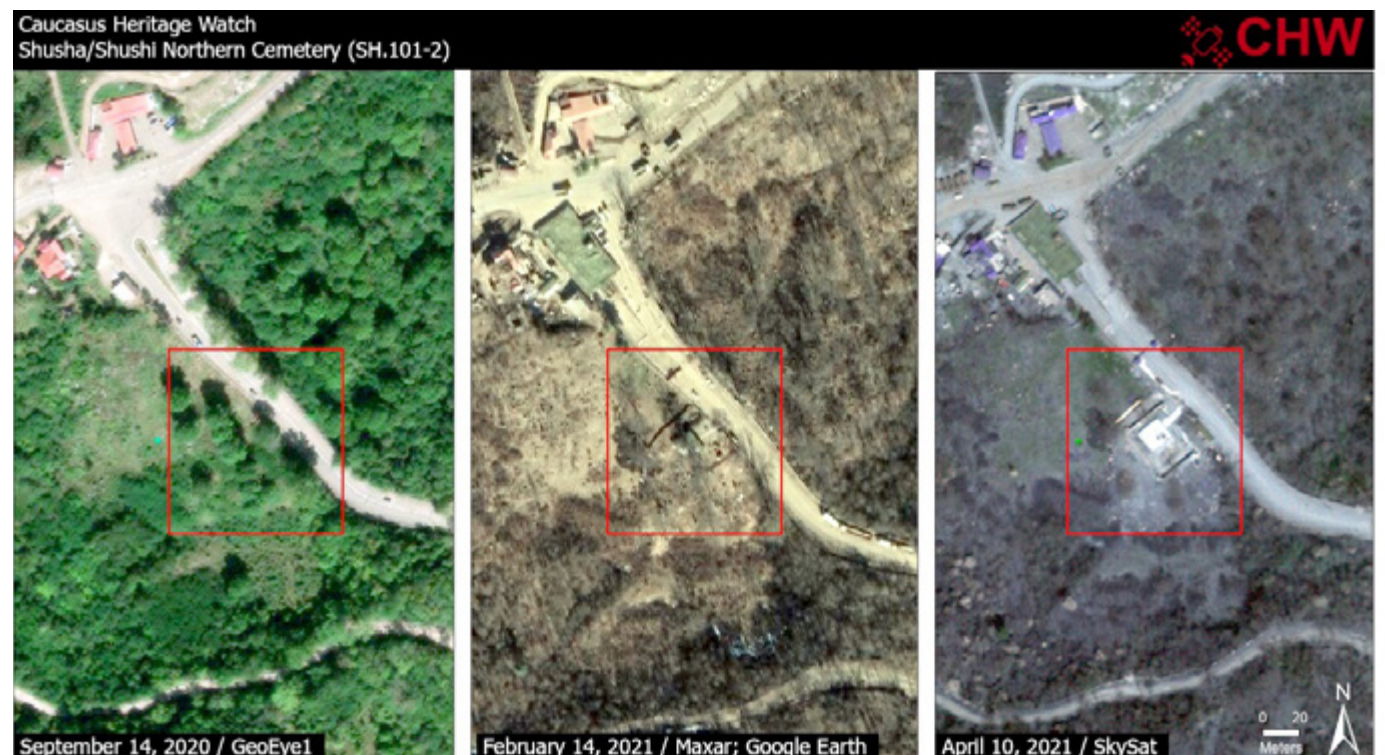 Caucasus Heritage Watch
Shusha/Shushi Northern Cemetery (SH.101-2)
CHW
September 14, 2020 / GeoEye1
February 14, 2021 / Maxar; Google Earth
April 10, 2021 / SkySat
N
0 20
Meters